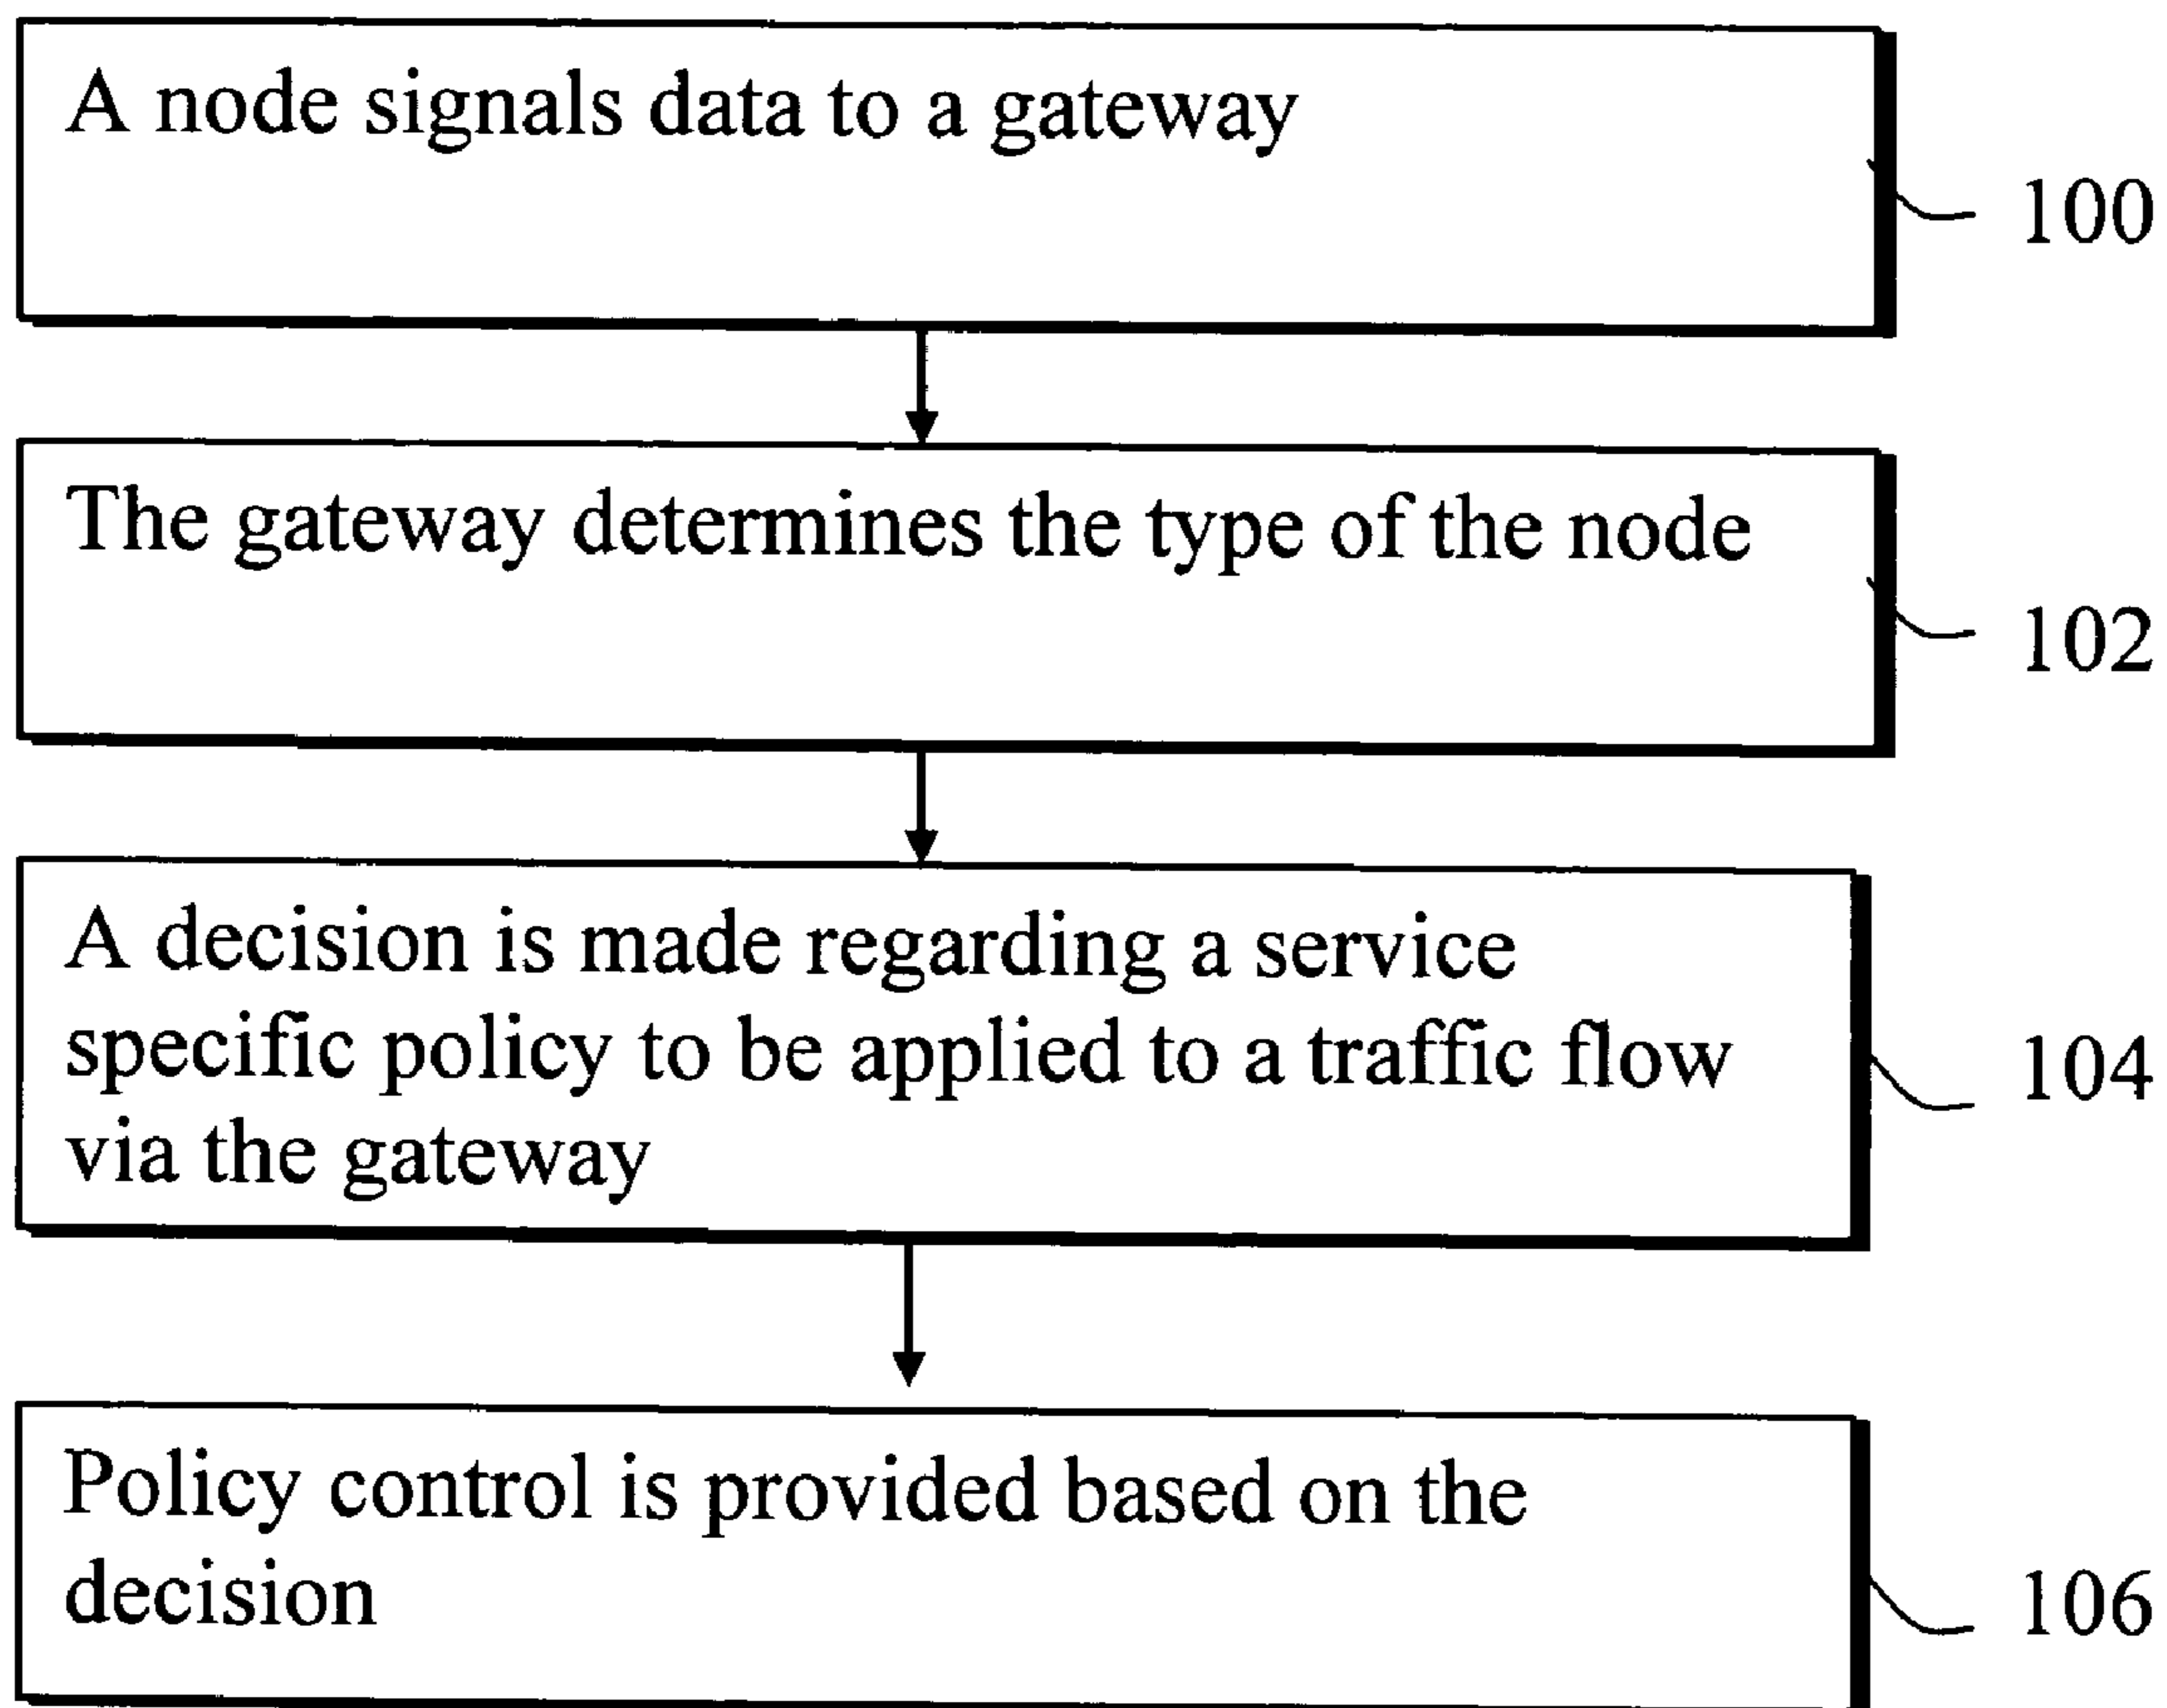 A node signals data to a gateway
100
The gateway determines the type of the node
102
A decision is made regarding a service
specific policy to be applied to a traffic flow
via the gateway
104
Policy control is provided based on the
decision
106